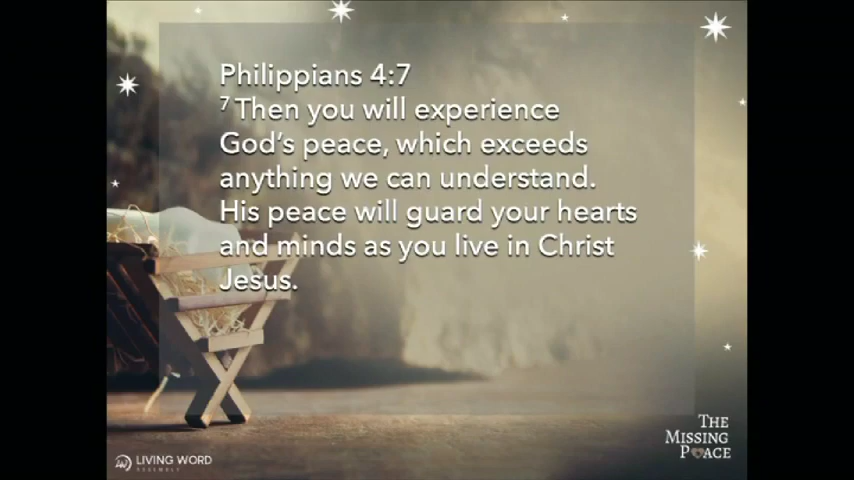 Philippians 4:7
7 Then you will experience
God's peace, which exceeds
anything we can understand.
His peace will guard your hearts
and minds as you live in Christ
Jesus.
THE
MISSING
PEACE
LIVING WORD
ASSEMBLY